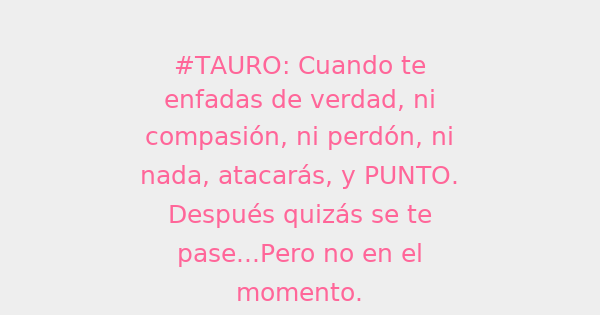 #TAURO: Cuando te
enfadas de verdad, ni
compasión, ni perdón, ni
nada, atacarás, y PUNTO.
Después quizás se te
pase...Pero no en el
momento.